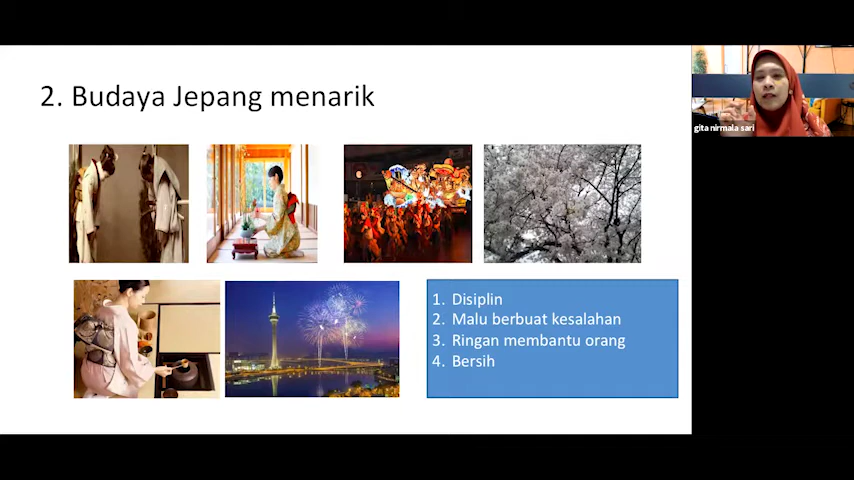 2. Budaya Jepang menarik
gita nirmala sari
1. Disiplin
2. Malu berbuat kesalahan
3. Ringan membantu orang
4. Bersih